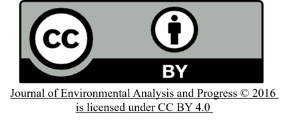 CC
BY
Journal of Environmental Analysis and Progress © 2016
is licensed under CC BY 4.0